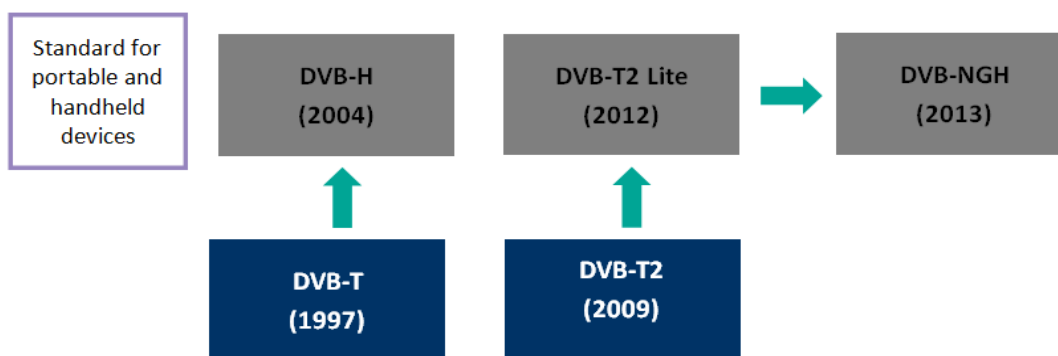 Standard for
portable and
handheld
devices
DVB-H
(2004)
DVB-T2 Lite
(2012)
DVB-NGH
(2013)
DVB-T
(1997)
DVB-T2
(2009)